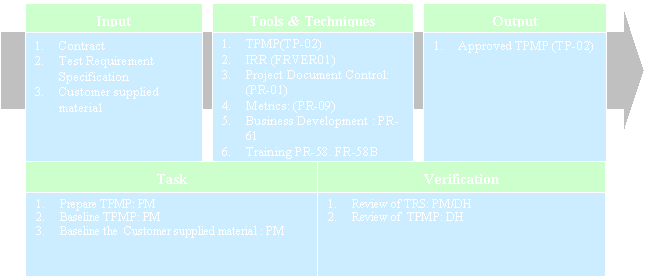 Input
1. Contract
2. Test Requirement
Specification
3. Customer supplied
material
Tools & Techniques
1. TPMP(TP-02)
2. IRR (FRVER01)
3. Project Document Control:
(PR-01)
4. Metrics: (PR-09)
5. Business Development : PR-
61
6. Training PR-58. FR-58B
Output
1. Approved TPMP (TP-02)
Task
1. Prepare TPMP: PM
2. Baseline TPMP: PM
3. Baseline the Customer supplied material . PM
Verification
1. Review of TRS: PM/DH
2. Review of TPMP: DH